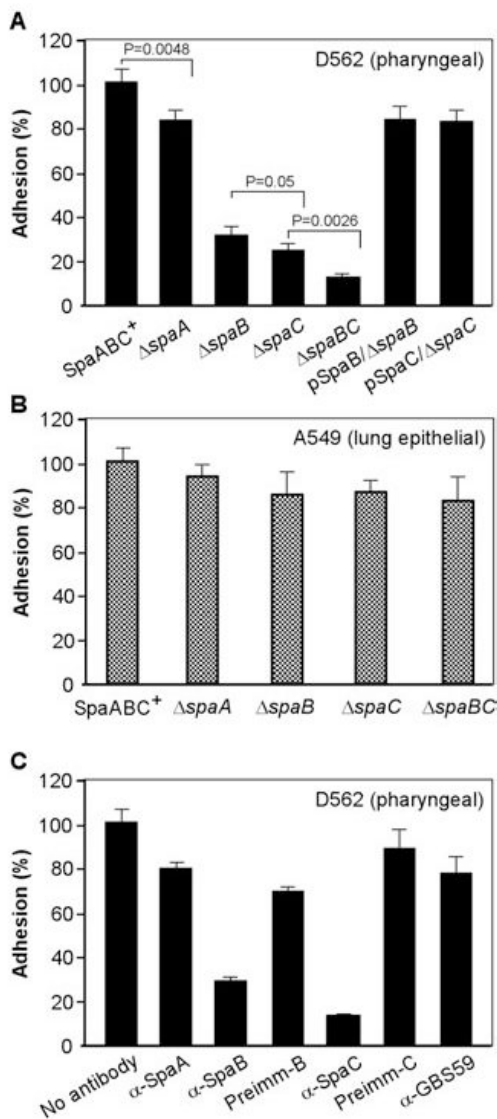 A
120
100
80
60
40
20
0
Adhesion (%)
D562 (pharyngeal)
P=0.0048
P=0.05
P=0.0026
SpaABC⁺
ΔspaA
ΔspaB
ΔspaC
ΔspaBC
pSpaB/ΔspaB
pSpaC/ΔspaC
B
120
100
80
60
40
20
0
Adhesion (%)
A549 (lung epithelial)
SpaABC⁺
ΔspaA
ΔspaB
ΔspaC
ΔspaBC
C
120
100
80
60
40
20
0
Adhesion (%)
D562 (pharyngeal)
No antibody
α-SpaA
α-SpaB
Preimm-B
α-SpaC
Preimm-C
α-GBS59